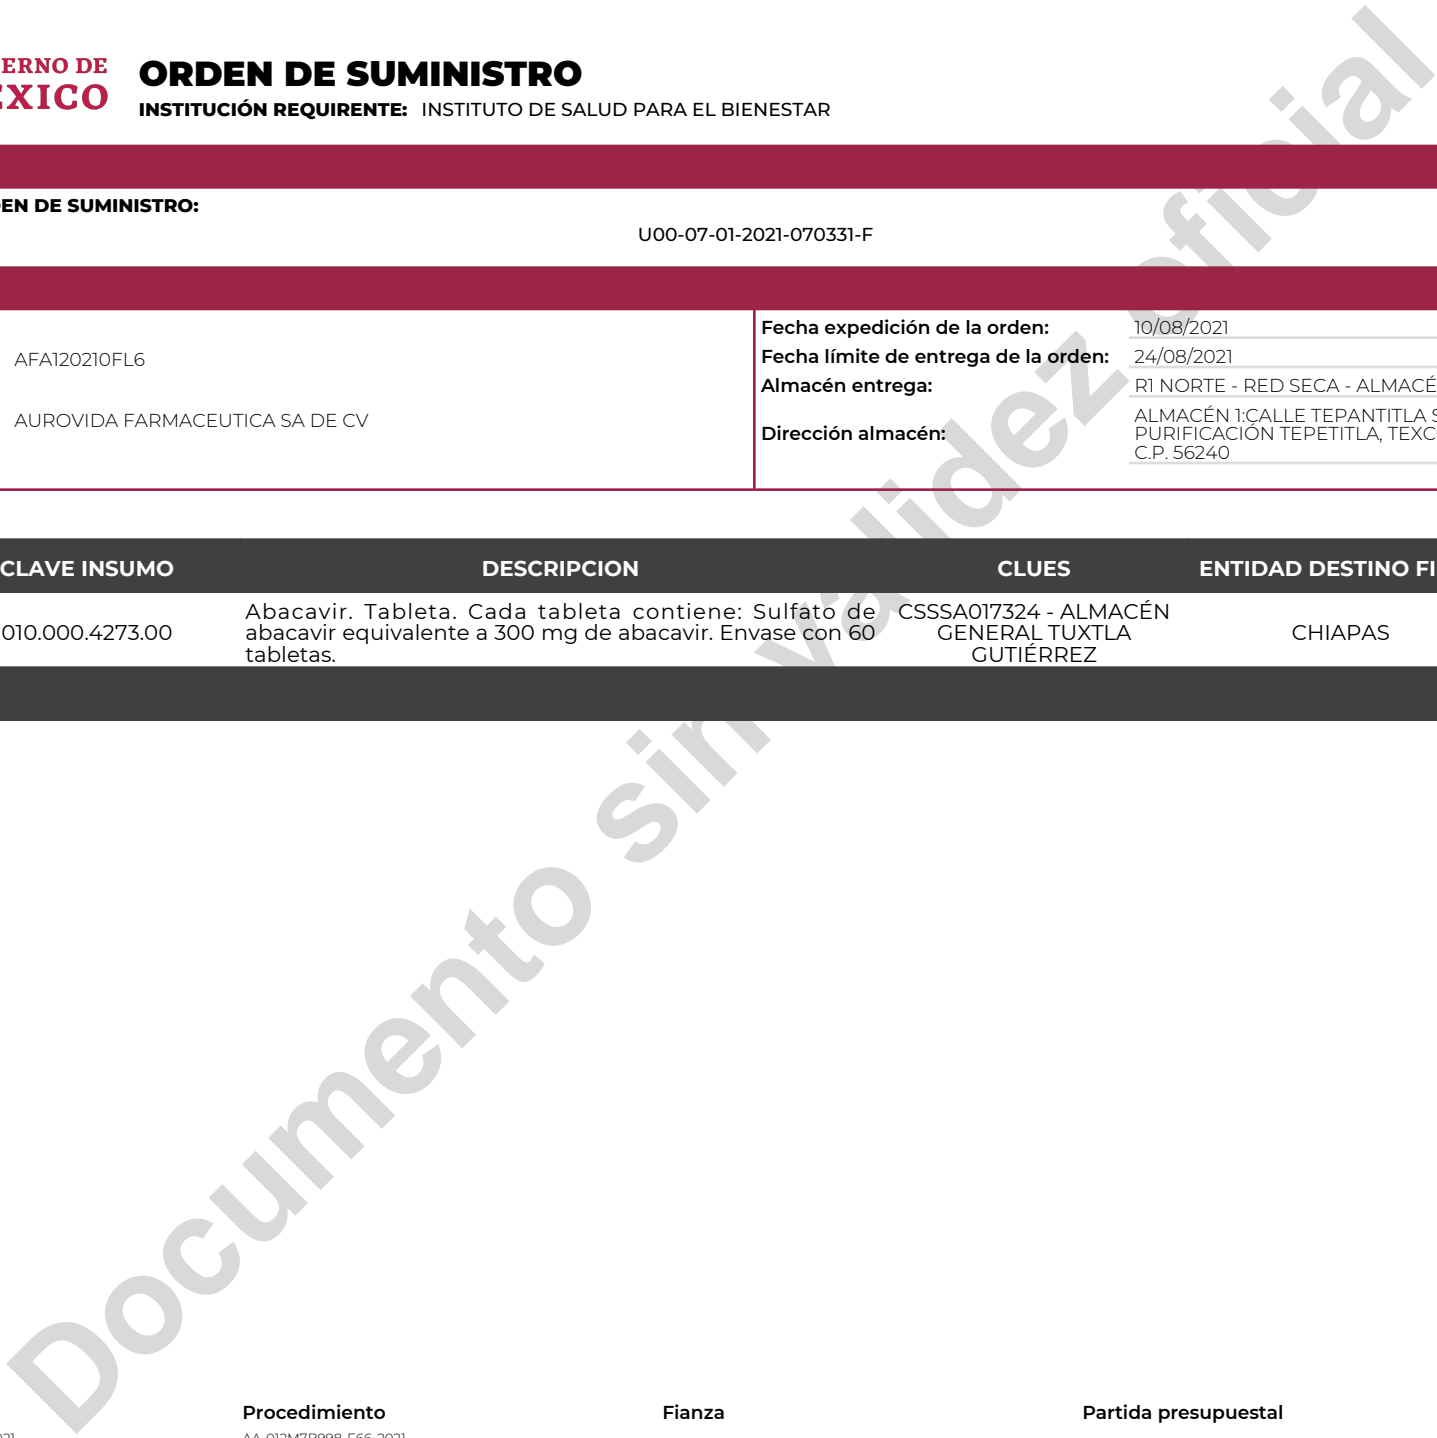 ERNO DE
ÉXICO
ORDEN DE SUMINISTRO
INSTITUCIÓN REQUIRENTE: INSTITUTO DE SALUD PARA EL BIENESTAR
EN DE SUMINISTRO:
U00-07-01-2021-070331-F
AFA120210FL6
AUROVIDA FARMACEUTICA SA DE CV
Fecha expedición de la orden: 10/08/2021
Fecha límite de entrega de la orden: 24/08/2021
Almacén entrega: R1 NORTE - RED SECA - ALMACÉ
Dirección almacén: ALMACÉN 1:CALLE TEPANTITLA S
PURIFICACIÓN TEPETITLA, TEXC
C.P. 56240
CLAVE INSUMO DESCRIPCION CLUES ENTIDAD DESTINO FI
010.000.4273.00
Abacavir. Tableta. Cada tableta contiene: Sulfato de
abacavir equivalente a 300 mg de abacavir. Envase con 60
tabletas.
CSSSA017324 - ALMACÉN
GENERAL TUXTLA
GUTIÉRREZ
CHIAPAS
Documento sin validez oficial
Procedimiento Fianza Partida presupuestal